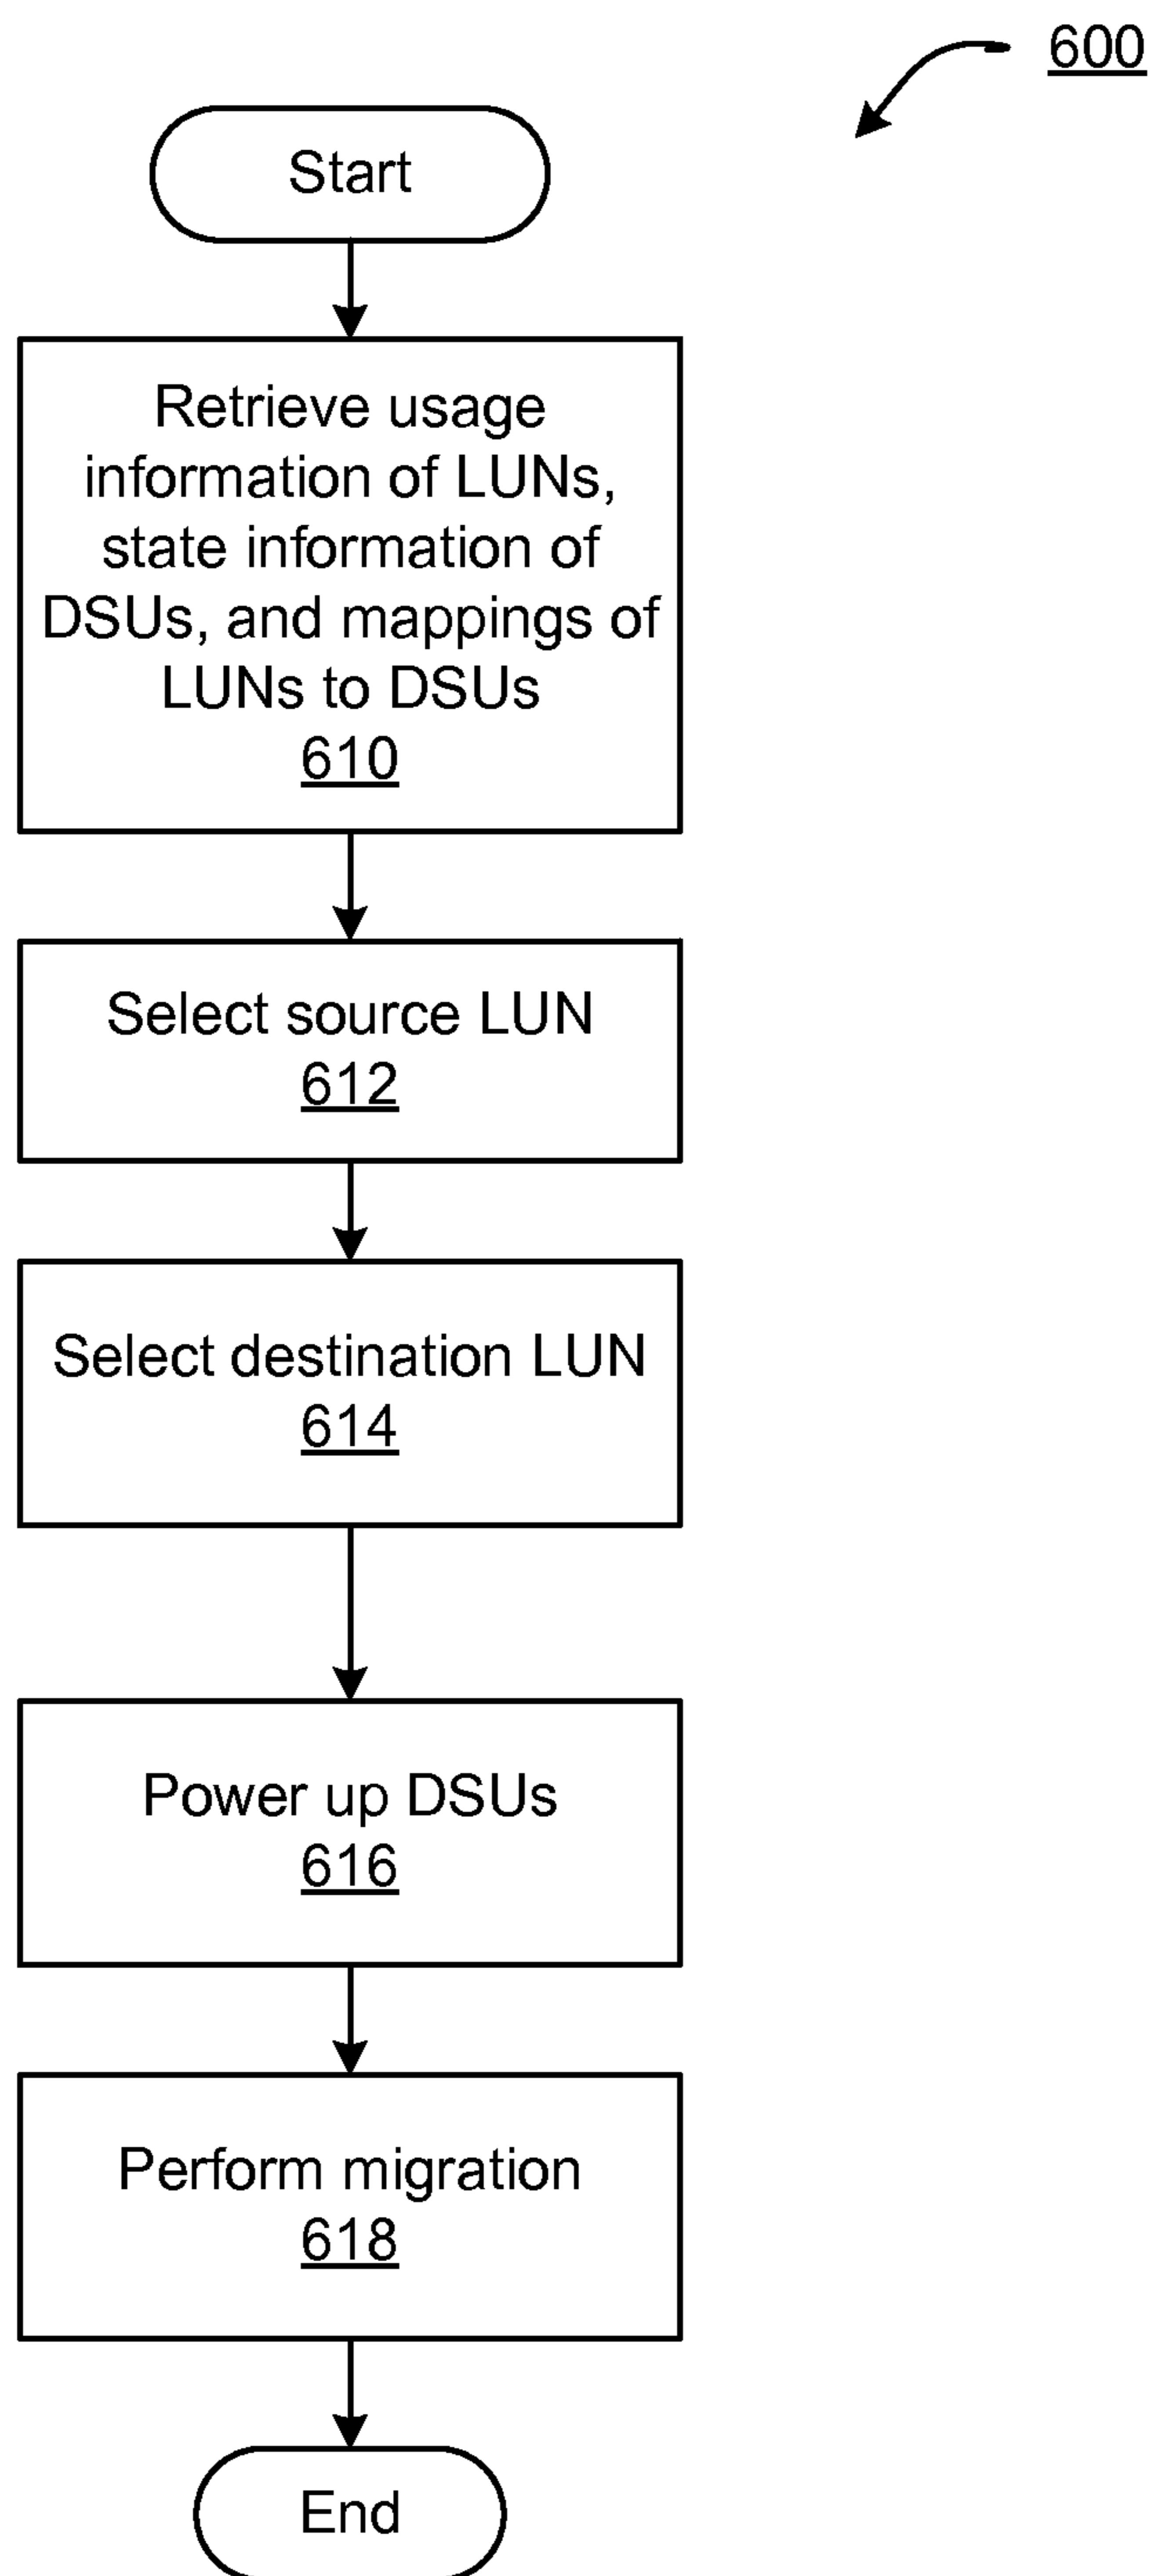 600
Start
Retrieve usage
information of LUNs,
state information of
DSUs, and mappings of
LUNs to DSUs
610
Select source LUN
612
Select destination LUN
614
Power up DSUs
616
Perform migration
618
End